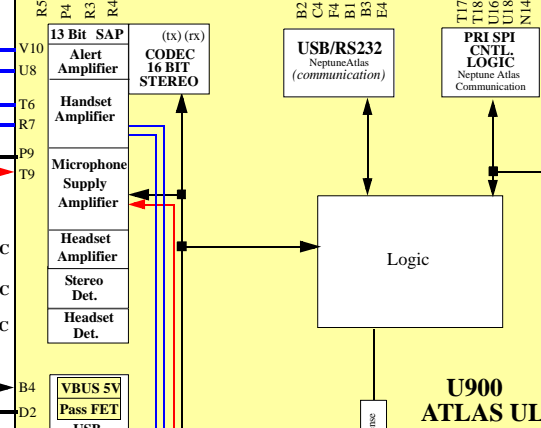 R5
P4
R3
R4
B2
C4
F4
B1
B3
E4
T17
T18
U16
U18
N14
13 Bit SAP
Alert
Amplifier
Handset
Amplifier
Microphone
Supply
Amplifier
Headset
Amplifier
Stereo
Det.
Headset
Det.
(tx) (rx)
CODEC
16 BIT
STEREO
USB/RS232
NeptuneAtlas
(communication)
PRI SPI
CNTL.
LOGIC
Neptune Atlas
Communication
V10
U8
T6
R7
P9
T9
C
C
C
B4
D2
Logic
VBUS 5V
Pass FET
USB
U900
ATLAS UL